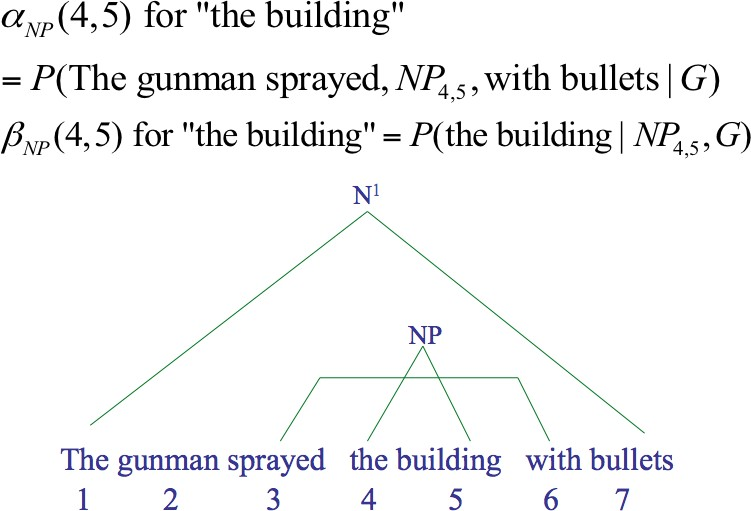 α_NP(4,5) for "the building"
= P(The gunman sprayed, NP_4,5, with bullets | G)
β_NP(4,5) for "the building" = P(the building | NP_4,5, G)
N¹
NP
The gunman sprayed the building with bullets
1 2 3 4 5 6 7